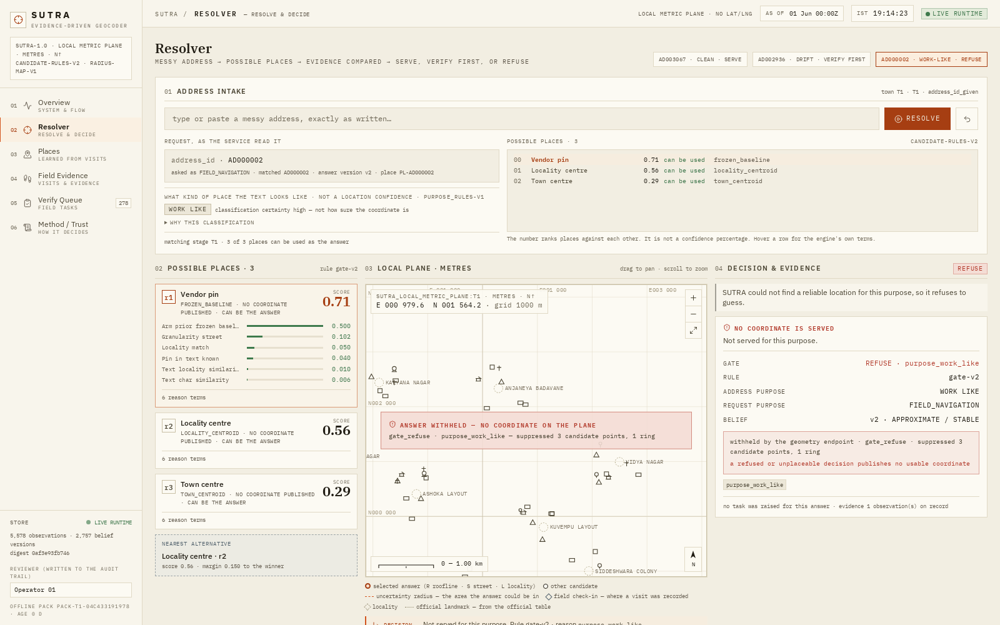 SUTRA
EVIDENCE-DRIVEN GEOCODER
SUTRA-1.0 · LOCAL METRIC PLANE
· METRES · N↑
CANDIDATE-RULES-V2 · RADIUS-
MAP-V1
01 Overview
SYSTEM & FLOW
02 Resolver
RESOLVE & DECIDE
03 Places
LEARNED FROM VISITS
04 Field Evidence
VISITS & EVIDENCE
05 Verify Queue 278
FIELD TASKS
06 Method / Trust
HOW IT DECIDES
STORE LIVE RUNTIME
5,578 observations · 2,757 belief
versions
digest 0af3e93fb746
REVIEWER (WRITTEN TO THE AUDIT
TRAIL)
Operator 01
OFFLINE PACK PACK-T1-04C433191978
· AGE 0 D
SUTRA / RESOLVER — RESOLVE & DECIDE
LOCAL METRIC PLANE · NO LAT/LNG
AS OF 01 Jun 00:00Z
IST 19:14:23
LIVE RUNTIME
Resolver
MESSY ADDRESS → POSSIBLE PLACES → EVIDENCE COMPARED → SERVE, VERIFY FIRST, OR REFUSE
AD003067 · CLEAN · SERVE
AD002936 · DRIFT · VERIFY FIRST
AD000002 · WORK-LIKE · REFUSE
01 ADDRESS INTAKE
town T1 · T1 · address_id_given
type or paste a messy address, exactly as written…
RESOLVE
REQUEST, AS THE SERVICE READ IT
address_id · AD000002
asked as FIELD_NAVIGATION · matched AD000002 · answer version v2 · place PL-AD000002
WHAT KIND OF PLACE THE TEXT LOOKS LIKE · NOT A LOCATION CONFIDENCE · PURPOSE_RULES-V1
WORK LIKE classification certainty high — not how sure the coordinate is
▶ WHY THIS CLASSIFICATION
matching stage T1 · 3 of 3 places can be used as the answer
POSSIBLE PLACES · 3 CANDIDATE-RULES-V2
00 Vendor pin 0.71 can be used frozen_baseline
01 Locality centre 0.56 can be used locality_centroid
02 Town centre 0.29 can be used town_centroid
The number ranks places against each other. It is not a confidence percentage. Hover a row for the engine's own terms.
02 POSSIBLE PLACES · 3 rule gate-v2
r1 Vendor pin SCORE 0.71
FROZEN_BASELINE · NO COORDINATE
PUBLISHED · CAN BE THE ANSWER
Arm prior frozen basel… 0.500
Granularity street 0.102
Locality match 0.050
Pin in text known 0.040
Text locality similari… 0.010
Text char similarity 0.006
6 reason terms
r2 Locality centre SCORE 0.56
LOCALITY_CENTROID · NO COORDINATE
PUBLISHED · CAN BE THE ANSWER
6 reason terms
r3 Town centre SCORE 0.29
TOWN_CENTROID · NO COORDINATE PUBLISHED
· CAN BE THE ANSWER
6 reason terms
NEAREST ALTERNATIVE
Locality centre · r2
score 0.56 · margin 0.150 to the winner
03 LOCAL PLANE · METRES drag to pan · scroll to zoom
SUTRA_LOCAL_METRIC_PLANE:T1 · METRES · N↑
E 000 979.6 N 001 564.2 · grid 1000 m
E003 000
+
−
NAGAR
ANJANEYA BADAVANE
N002 000
ANSWER WITHHELD — NO COORDINATE ON THE PLANE
gate_refuse · purpose_work_like — suppressed 3 candidate points, 1 ring
AGAR
VIDYA NAGAR
ASHOKA LAYOUT
N000 000
KUVEMPU LAYOUT
SIDDESHWARA COLONY
0 — 1.00 km
N
selected answer (R roofline · S street · L locality) other candidate
uncertainty radius — the area the answer could be in field check-in — where a visit was recorded
locality official landmark — from the official table
DECISION Not served for this purpose. Rule gate-v2 · reason purpose_work_like
04 DECISION & EVIDENCE REFUSE
SUTRA could not find a reliable location for this purpose, so it refuses to
guess.
NO COORDINATE IS SERVED
Not served for this purpose.
GATE REFUSE · purpose_work_like
RULE gate-v2
ADDRESS PURPOSE WORK LIKE
REQUEST PURPOSE FIELD_NAVIGATION
BELIEF v2 · APPROXIMATE / STABLE
withheld by the geometry endpoint · gate_refuse · suppressed 3
candidate points, 1 ring
a refused or unplaceable decision publishes no usable coordinate
purpose_work_like
no task was raised for this answer · evidence 1 observation(s) on record